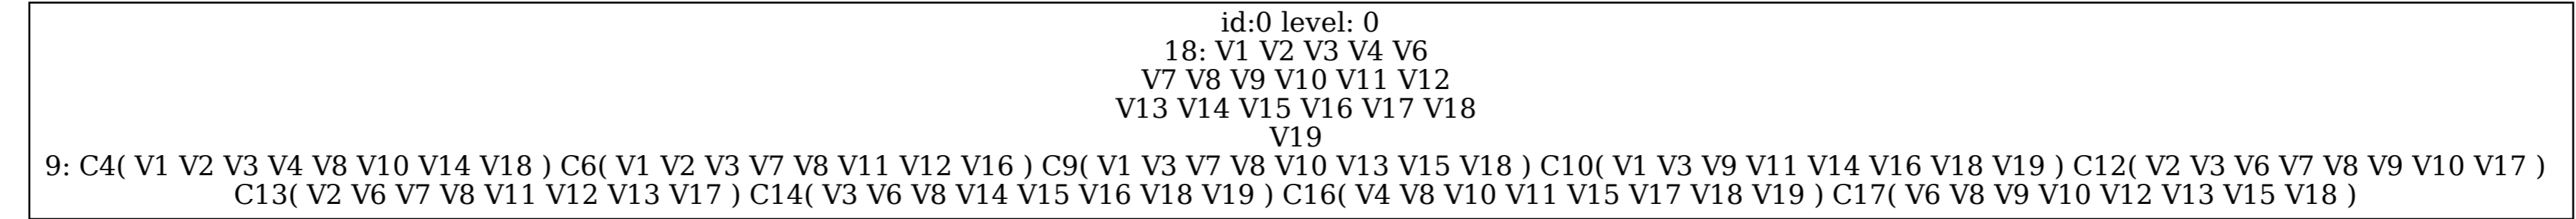 id:0 level: 0
18: V1 V2 V3 V4 V6
V7 V8 V9 V10 V11 V12
V13 V14 V15 V16 V17 V18
V19
9: C4( V1 V2 V3 V4 V8 V10 V14 V18 ) C6( V1 V2 V3 V7 V8 V11 V12 V16 ) C9( V1 V3 V7 V8 V10 V13 V15 V18 ) C10( V1 V3 V9 V11 V14 V16 V18 V19 ) C12( V2 V3 V6 V7 V8 V9 V10 V17 )
C13( V2 V6 V7 V8 V11 V12 V13 V17 ) C14( V3 V6 V8 V14 V15 V16 V18 V19 ) C16( V4 V8 V10 V11 V15 V17 V18 V19 ) C17( V6 V8 V9 V10 V12 V13 V15 V18 )